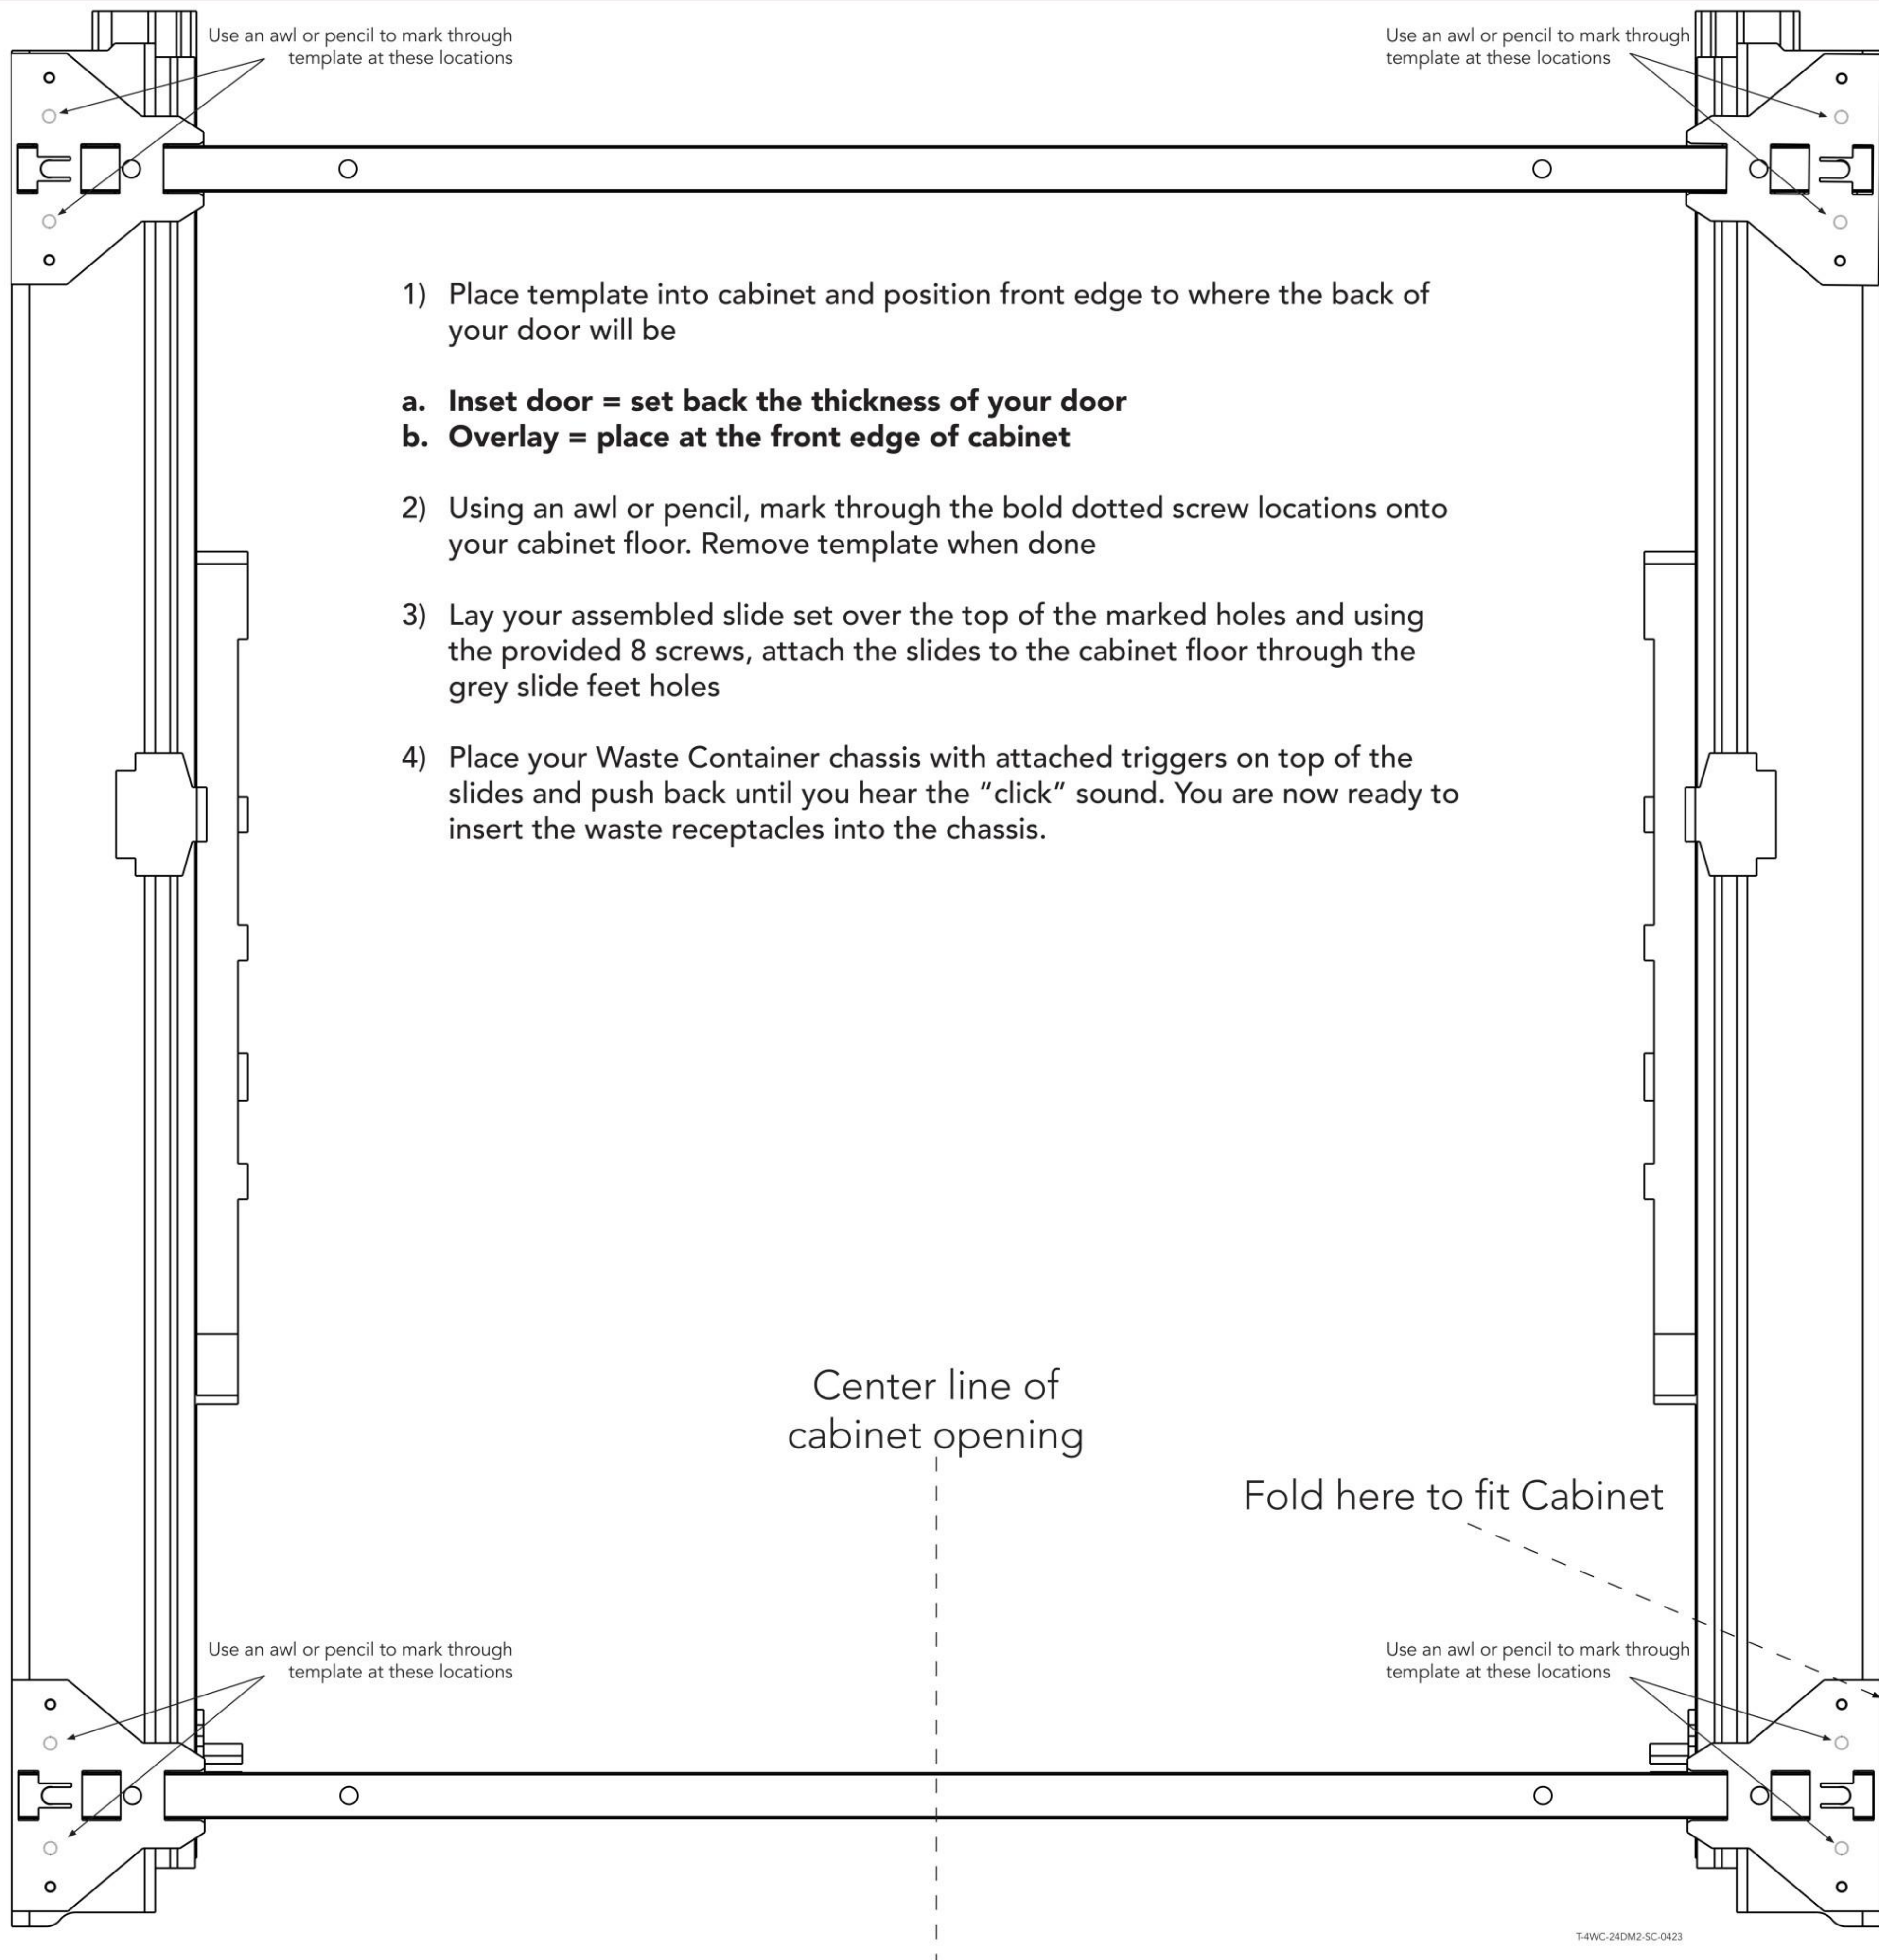 Use an awl or pencil to mark through
template at these locations
Use an awl or pencil to mark through
template at these locations
1) Place template into cabinet and position front edge to where the back of
your door will be
a. Inset door = set back the thickness of your door
b. Overlay = place at the front edge of cabinet
2) Using an awl or pencil, mark through the bold dotted screw locations onto
your cabinet floor. Remove template when done
3) Lay your assembled slide set over the top of the marked holes and using
the provided 8 screws, attach the slides to the cabinet floor through the
grey slide feet holes
4) Place your Waste Container chassis with attached triggers on top of the
slides and push back until you hear the “click” sound. You are now ready to
insert the waste receptacles into the chassis.
Center line of
cabinet opening
Fold here to fit Cabinet
Use an awl or pencil to mark through
template at these locations
Use an awl or pencil to mark through
template at these locations
T-4WC-24DM2-SC-0423